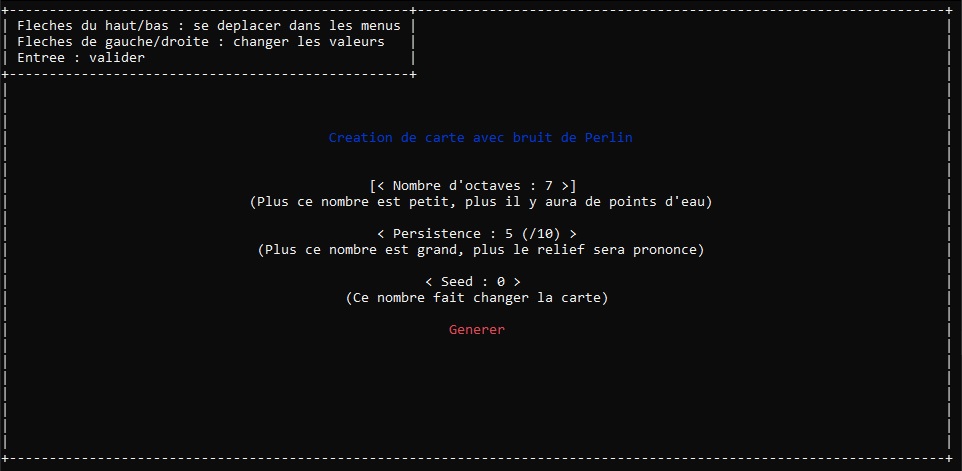 Fleches du haut/bas : se deplacer dans les menus
Fleches de gauche/droite : changer les valeurs
Entree : valider
Creation de carte avec bruit de Perlin
[< Nombre d'octaves : 7 >]
(Plus ce nombre est petit, plus il y aura de points d'eau)
< Persistence : 5 (/10) >
(Plus ce nombre est grand, plus le relief sera prononce)
< Seed : 0 >
(Ce nombre fait changer la carte)
Generer